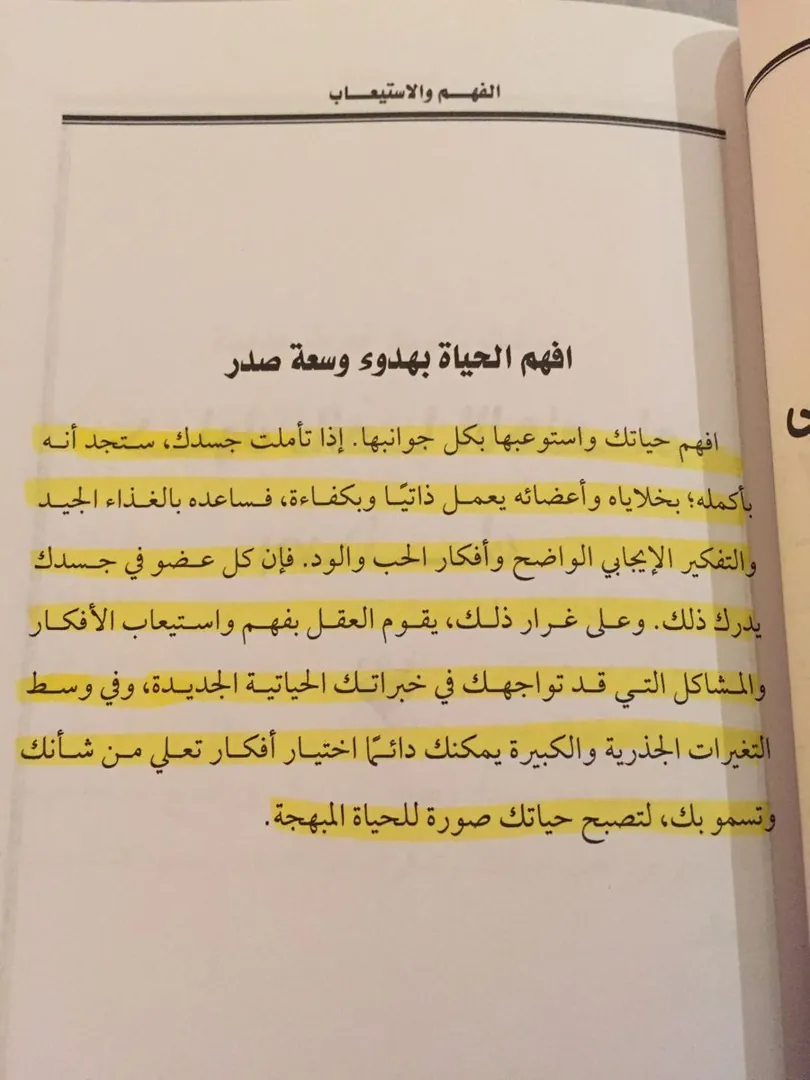 الفهم والاستيعاب
افهم الحياة بهدوء وسعة صدر
افهم حياتك واستوعبها بكل جوانبها. إذا تأملت جسدك، ستجد أنه
بأكمله؛ بخلاياه وأعضائه يعمل ذاتيًا وبكفاءة، فساعده بالغذاء الجيد
والتفكير الإيجابي الواضح وأفكار الحب والود. فإن كل عضو في جسدك
يدرك ذلك. وعلى غرار ذلك، يقوم العقل بفهم واستيعاب الأفكار
والمشاكل التي قد تواجهك في خبراتك الحياتية الجديدة، وفي وسط
التغيرات الجذرية والكبيرة يمكنك دائمًا اختيار أفكار تعلي من شأنك
وتسمو بك، لتصبح حياتك صورة للحياة المبهجة.